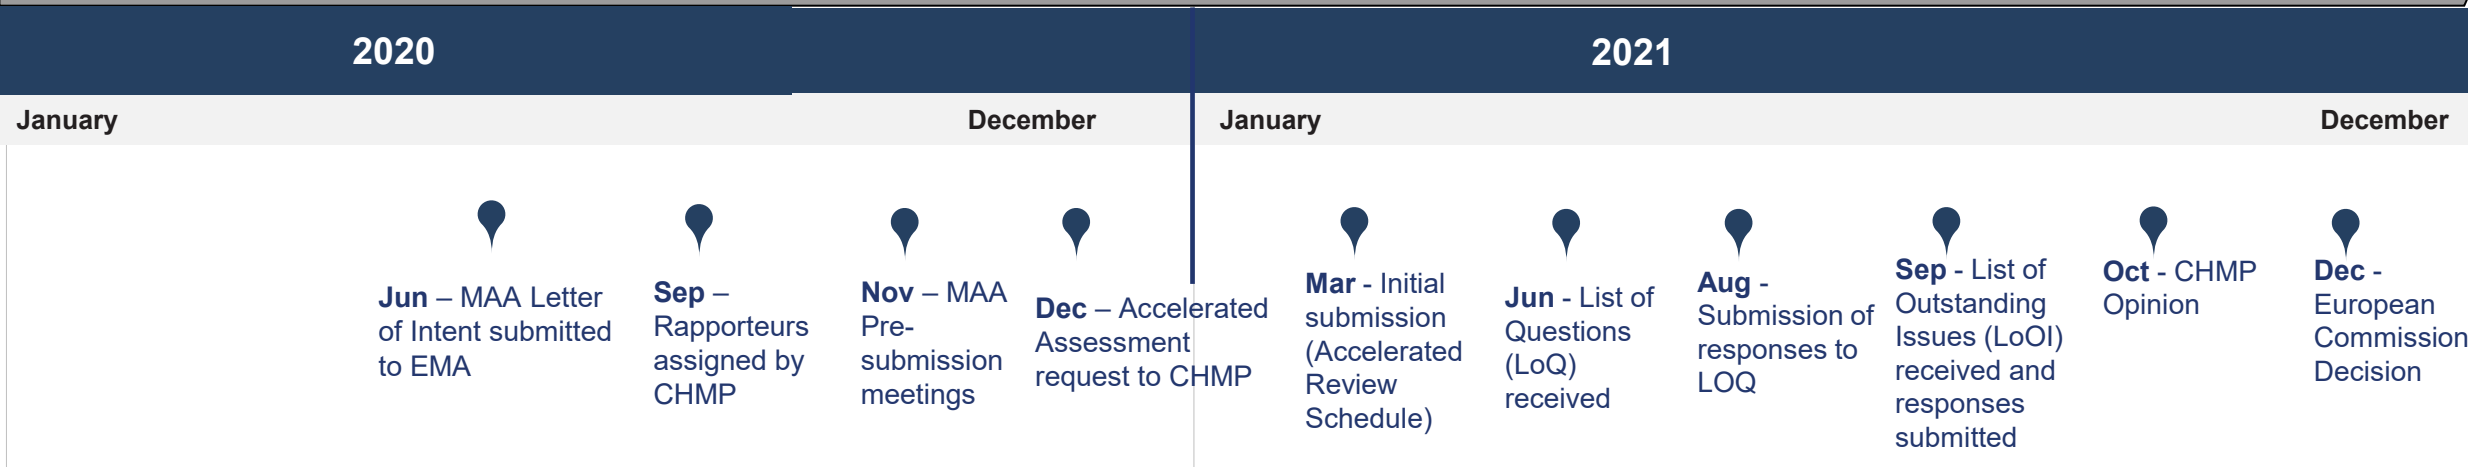 2020
2021
January
December
January
December
Jun – MAA Letter
of Intent submitted
to EMA
Sep –
Rapporteurs
assigned by
CHMP
Nov – MAA
Pre-
submission
meetings
Dec – Accelerated
Assessment
request to CHMP
Mar - Initial
submission
(Accelerated
Review
Schedule)
Jun - List of
Questions
(LoQ)
received
Aug -
Submission of
responses to
LOQ
Sep - List of
Outstanding
Issues (LoOI)
received and
responses
submitted
Oct - CHMP
Opinion
Dec -
European
Commission
Decision